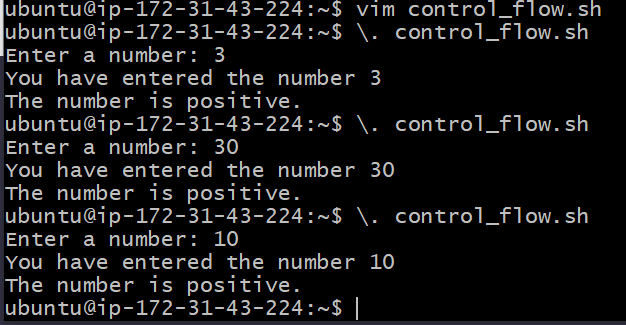 ubuntu@ip-172-31-43-224:~$ vim control_flow.sh
ubuntu@ip-172-31-43-224:~$ \. control_flow.sh
Enter a number: 3
You have entered the number 3
The number is positive.
ubuntu@ip-172-31-43-224:~$ \. control_flow.sh
Enter a number: 30
You have entered the number 30
The number is positive.
ubuntu@ip-172-31-43-224:~$ \. control_flow.sh
Enter a number: 10
You have entered the number 10
The number is positive.
ubuntu@ip-172-31-43-224:~$